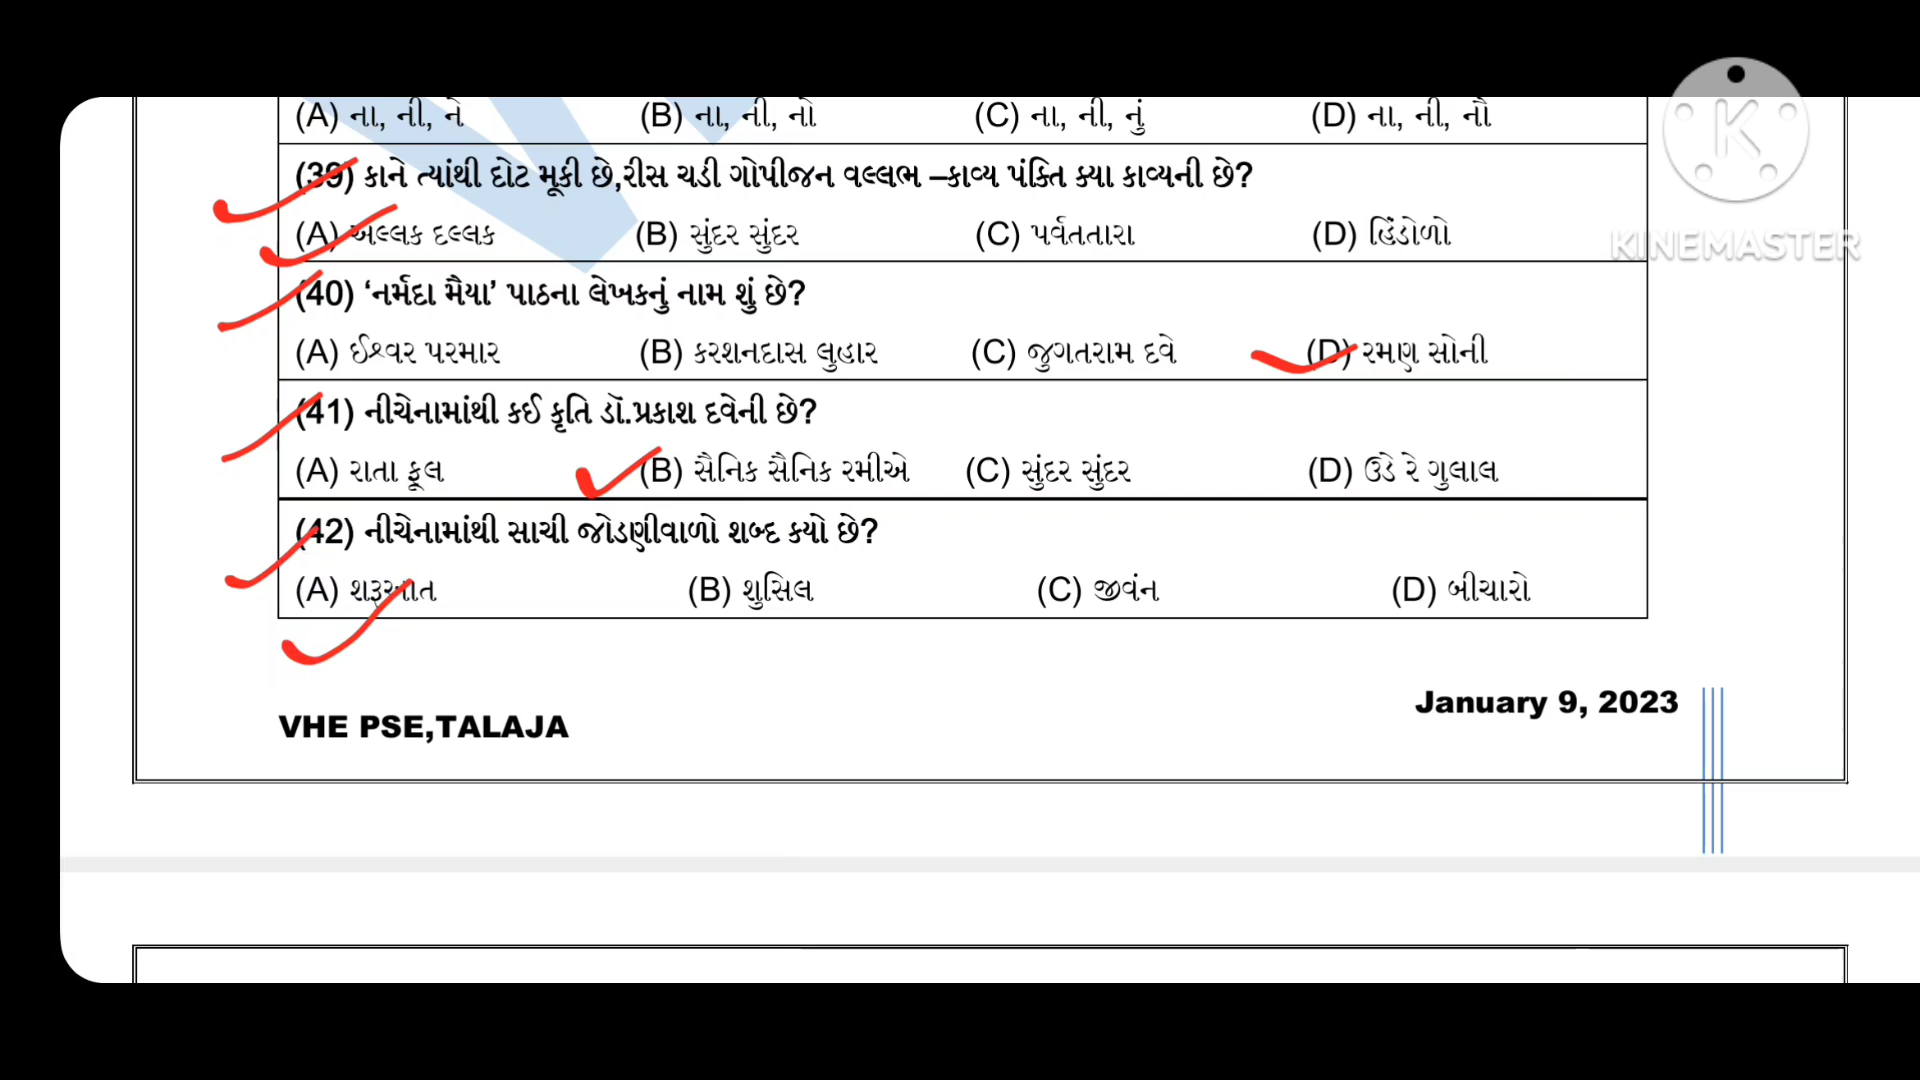 (A) ના, ની, ને (B) ના, ની, નો (C) ના, ની, નું (D) ના, ની, નૌ
(39) કાને ત્યાંથી દોટ મૂકી છે,રીસ ચડી ગોપીજન વલ્લભ –કાવ્ય પંક્તિ ક્યા કાવ્યની છે?
(A) અલ્લક દલ્લક (B) સુંદર સુંદર (C) પર્વતતારા (D) હિંડોળો
(40) ‘નર્મદા મૈયા’ પાઠના લેખકનું નામ શું છે?
(A) ઈશ્વર પરમાર (B) કરશનદાસ લુહાર (C) જુગતરામ દવે (D) રમણ સોની
(41) નીચેનામાંથી કઈ કૃતિ ડૉ.પ્રકાશ દવેની છે?
(A) રાતા ફૂલ (B) સૈનિક સૈનિક રમીએ (C) સુંદર સુંદર (D) ઉડે રે ગુલાલ
(42) નીચેનામાંથી સાચી જોડણીવાળો શબ્દ ક્યો છે?
(A) શરૂઆત (B) શુસિલ (C) જીવંન (D) બીચારો
January 9, 2023
VHE PSE,TALAJA
KINEMASTER